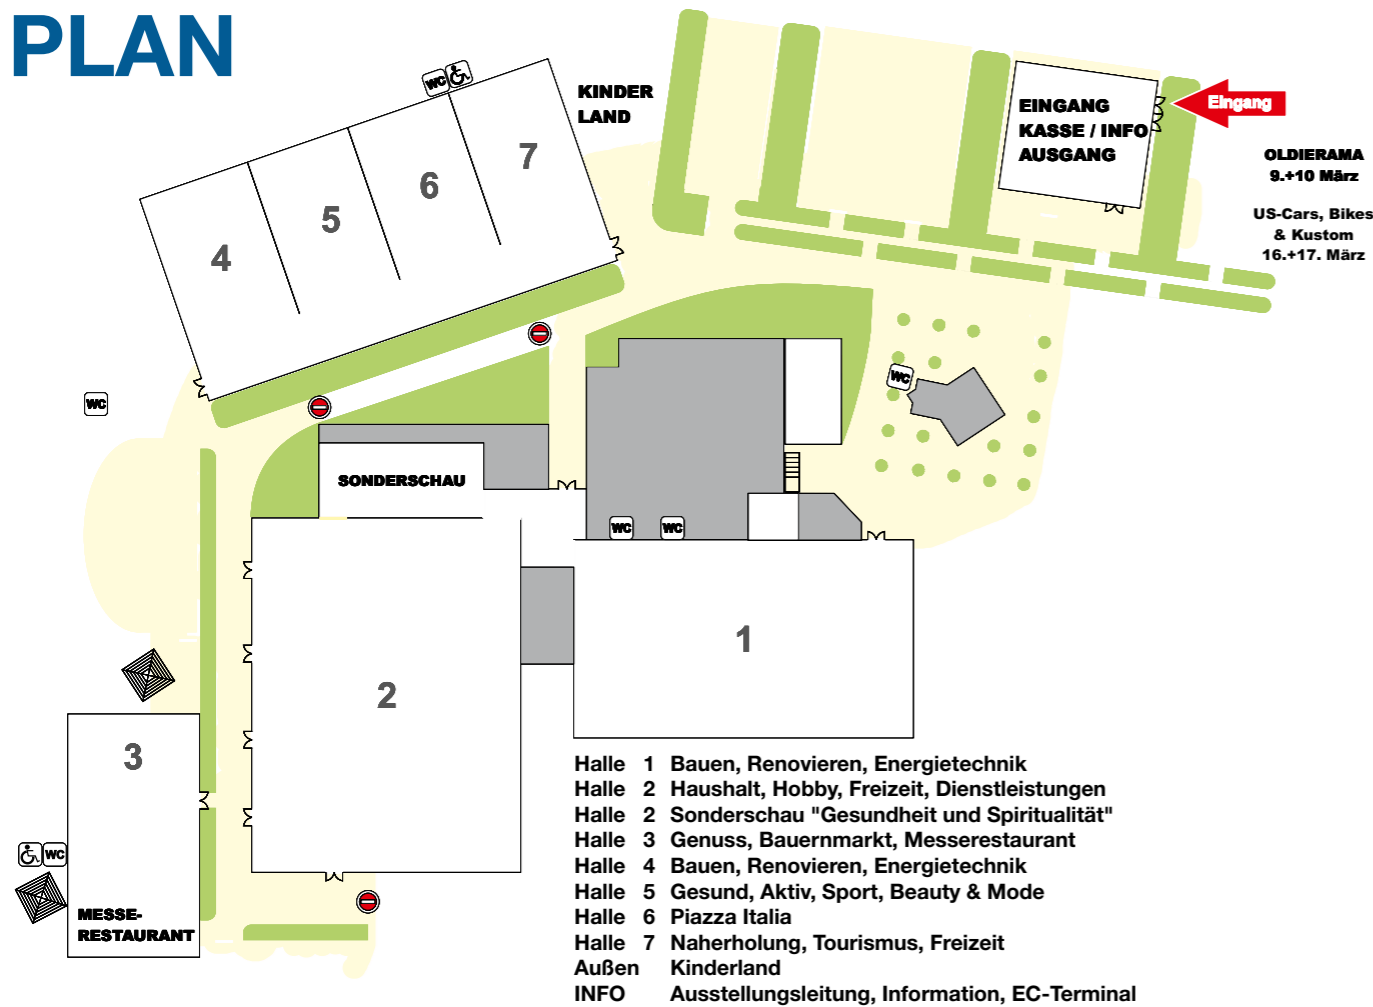 PLAN
WC
KINDER
LAND
EINGANG
KASSE / INFO
AUSGANG
Eingang
OLDIERAMA
9.+10 März
US-Cars, Bikes
& Kustom
16.+17. März
7
6
5
4
WC
WC
SONDERSCHAU
WC WC
1
2
3
WC
MESSE-
RESTAURANT
Halle 1 Bauen, Renovieren, Energietechnik
Halle 2 Haushalt, Hobby, Freizeit, Dienstleistungen
Halle 2 Sonderschau "Gesundheit und Spiritualität"
Halle 3 Genuss, Bauernmarkt, Messerestaurant
Halle 4 Bauen, Renovieren, Energietechnik
Halle 5 Gesund, Aktiv, Sport, Beauty & Mode
Halle 6 Piazza Italia
Halle 7 Naherholung, Tourismus, Freizeit
Außen Kinderland
INFO Ausstellungsleitung, Information, EC-Terminal